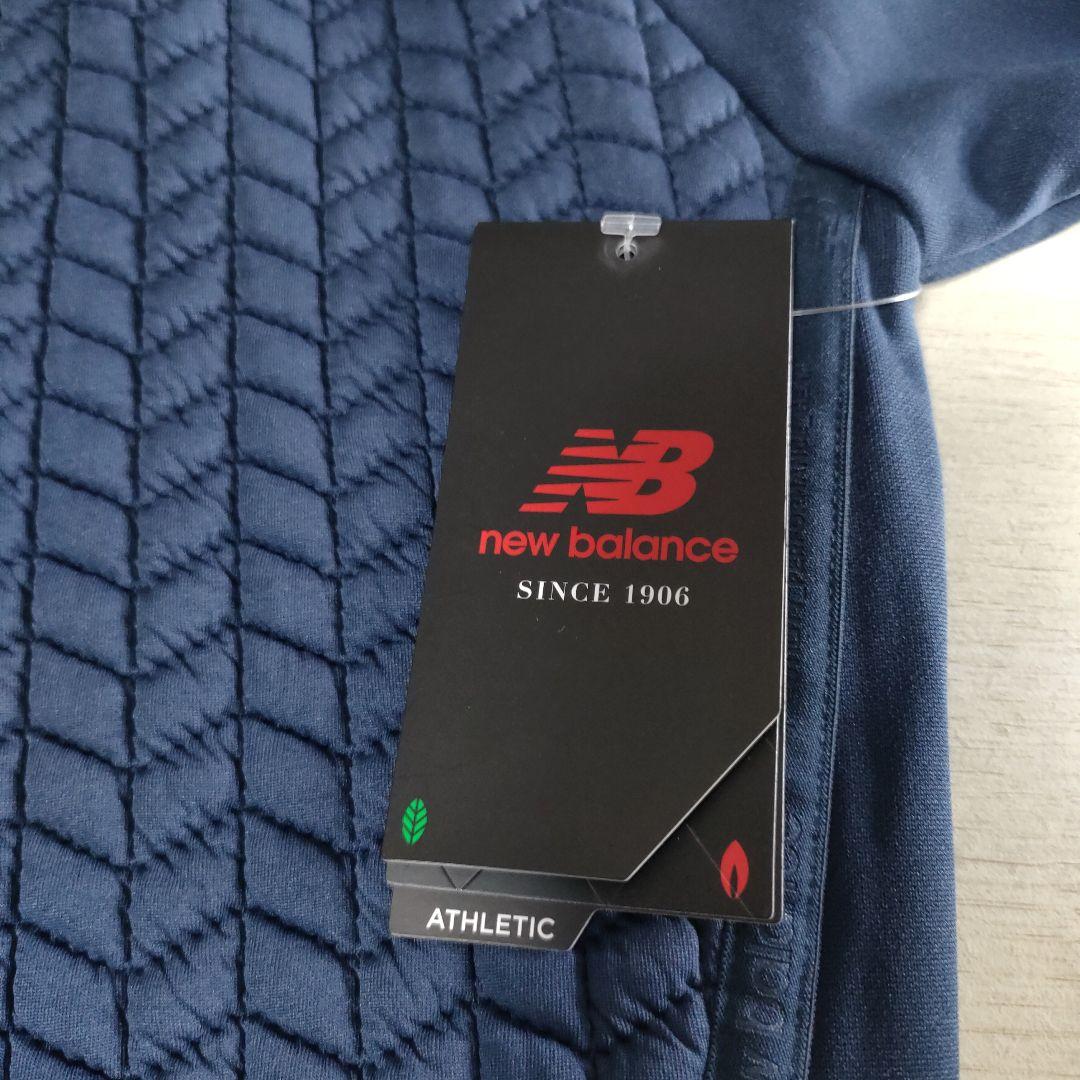 NB
new balance
SINCE 1906
ATHLETIC